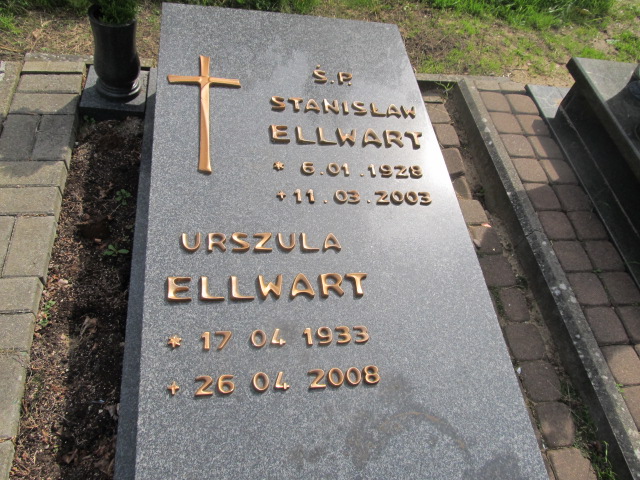 Ś.P.
STANISŁAW
ELLWART
* 6.01.1928
+ 11.03.2003
URSZULA
ELLWART
* 17 04 1933
+ 26 04 2008